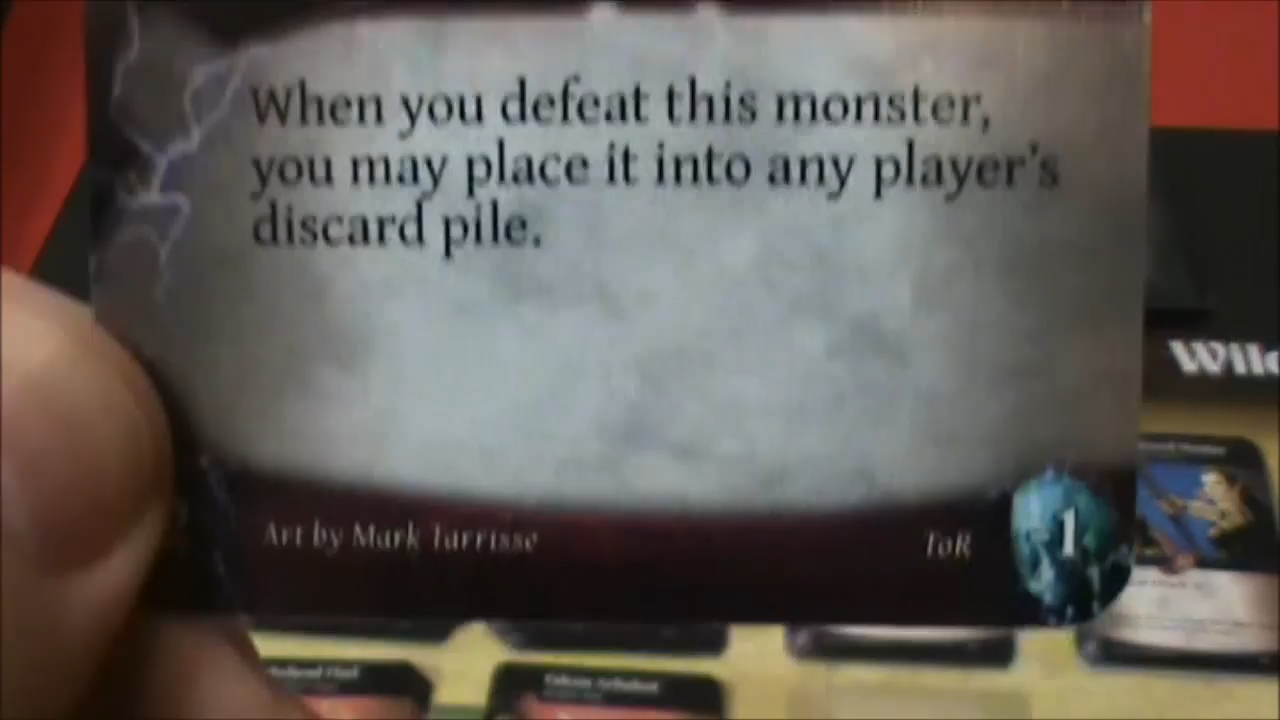 When you defeat this monster,
you may place it into any player's
discard pile.
Art by Mark Tarrisse
ToR
1
Wild